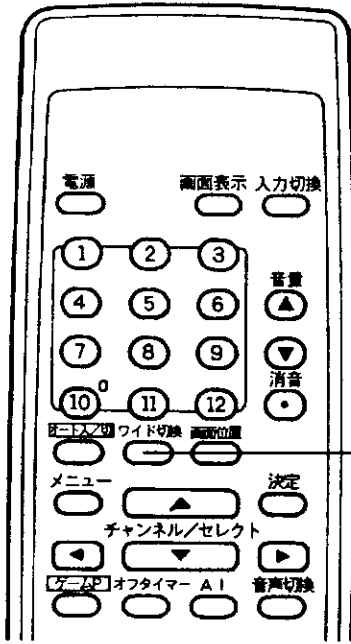 電源 画面表示 入力切換
1 2 3
音量
▲
4 5 6
7 8 9
▼
消音
10 0 11 12
オート入/切 ワイド切換 画面位置
メニュー ▲ 決定
チャンネル/セレクト
◀ ▼ ▶
ゲームP オフタイマー AI 音声切換